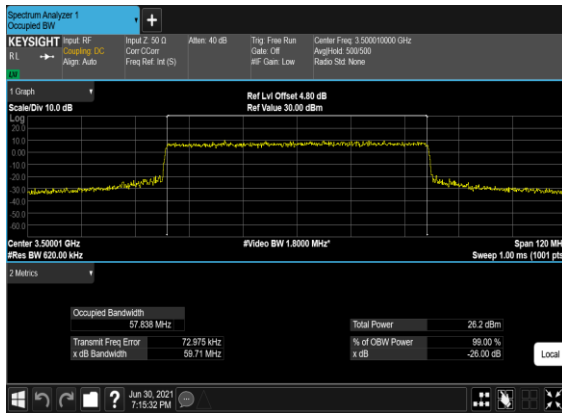 Spectrum Analyzer 1
Occupied BW
KEYSIGHT
RL
Input: RF
Coupling: DC
Align: Auto
Input Z: 50 Ω
Corr CCorr
Freq Ref: Int (S)
Atten: 40 dB
Trig: Free Run
Gate: Off
#IF Gain: Low
Center Freq: 3.500010000 GHz
Avg|Hold: 500/500
Radio Std: None
1 Graph
Scale/Div 10.0 dB
Ref Lvl Offset 4.80 dB
Ref Value 30.00 dBm
Log
20.0
10.0
0.00
-10.0
-20.0
-30.0
-40.0
-50.0
-60.0
Center 3.50001 GHz
#Res BW 620.00 kHz
#Video BW 1.8000 MHz*
Span 120 MH
Sweep 1.00 ms (1001 pts
2 Metrics
Occupied Bandwidth
57.838 MHz
Transmit Freq Error 72.975 kHz
x dB Bandwidth 59.71 MHz
Total Power 26.2 dBm
% of OBW Power 99.00 %
x dB -26.00 dB
Local
Jun 30, 2021
7:15:32 PM